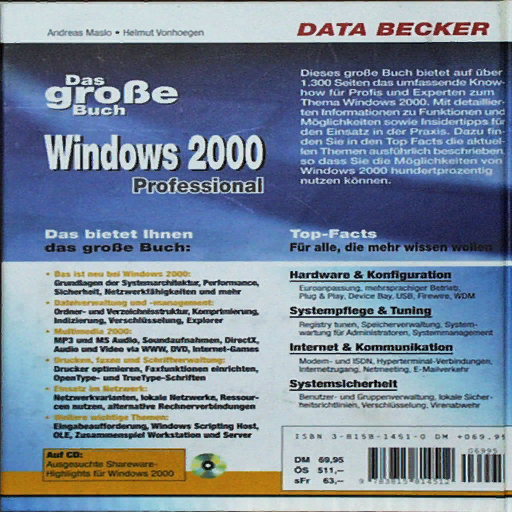 Andreas Maslo • Helmut Vonhoegen
DATA BECKER
Das
große
Buch
Windows 2000
Professional
Dieses große Buch bietet auf über
1.300 Seiten das umfassende Know-
how für Profis und Experten zum
Thema Windows 2000. Mit detaillier-
ten Informationen zu Funktionen und
Möglichkeiten sowie Insidertipps für
den Einsatz in der Praxis. Dazu fin-
den Sie in den Top Facts die aktuel-
len Themen ausführlich beschrieben,
so dass Sie die Möglichkeiten von
Windows 2000 hundertprozentig
nutzen können.
Das bietet Ihnen
das große Buch:
• Das ist neu bei Windows 2000:
Grundlagen der Systemarchitektur, Performance,
Sicherheit, Netzwerkfähigkeiten und mehr
• Dateiverwaltung und -management:
Ordner- und Verzeichnisstruktur, Komprimierung,
Indizierung, Verschlüsselung, Explorer
• Multimedia 2000:
MP3 und MS Audio, Soundaufnahmen, DirectX,
Audio und Video via WWW, DVD, Internet-Games
• Drucken, faxen und Schriftverwaltung:
Drucker optimieren, Faxfunktionen einrichten,
OpenType- und TrueType-Schriften
• Einsatz im Netzwerk:
Netzwerkvarianten, lokale Netzwerke, Ressour-
cen nutzen, alternative Rechnerverbindungen
• Weitere wichtige Themen:
Eingabeaufforderung, Windows Scripting Host,
OLE, Zusammenspiel Workstation und Server
Auf CD:
Ausgesuchte Shareware-
Highlights für Windows 2000
Top-Facts
Für alle, die mehr wissen wollen
Hardware & Konfiguration
Euroanpassung, mehrsprachiger Betrieb,
Plug & Play, Device Bay, USB, Firewire, WDM
Systempflege & Tuning
Registry tunen, Speicherverwaltung, System-
wartung für Administratoren, Systemmanagement
Internet & Kommunikation
Modem- und ISDN, Hyperterminal-Verbindungen,
Internetzugang, Netmeeting, E-Mailverkehr
Systemsicherheit
Benutzer- und Gruppenverwaltung, lokale Sicher-
heitsrichtlinien, Verschlüsselung, Virenabwehr
ISBN 3-8158-1451-0 DM +069.95
DM 69,95
ÖS 511,–
sFr 63,–
06995
9 783815 814512